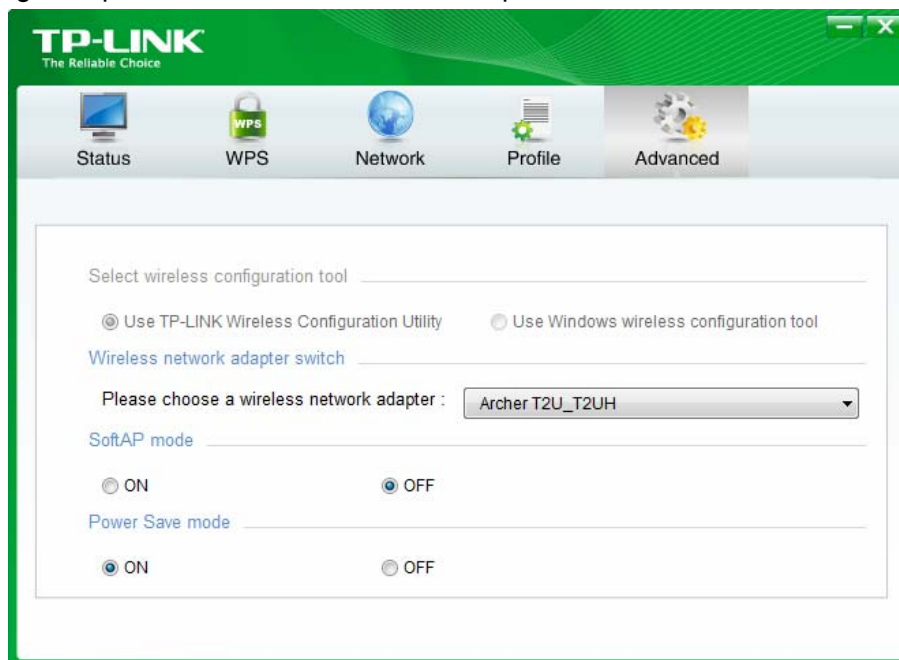 TP-LINK
The Reliable Choice
WPS
Status WPS Network Profile Advanced
Select wireless configuration tool
Use TP-LINK Wireless Configuration Utility Use Windows wireless configuration tool
Wireless network adapter switch
Please choose a wireless network adapter : Archer T2U_T2UH
SoftAP mode
ON OFF
Power Save mode
ON OFF